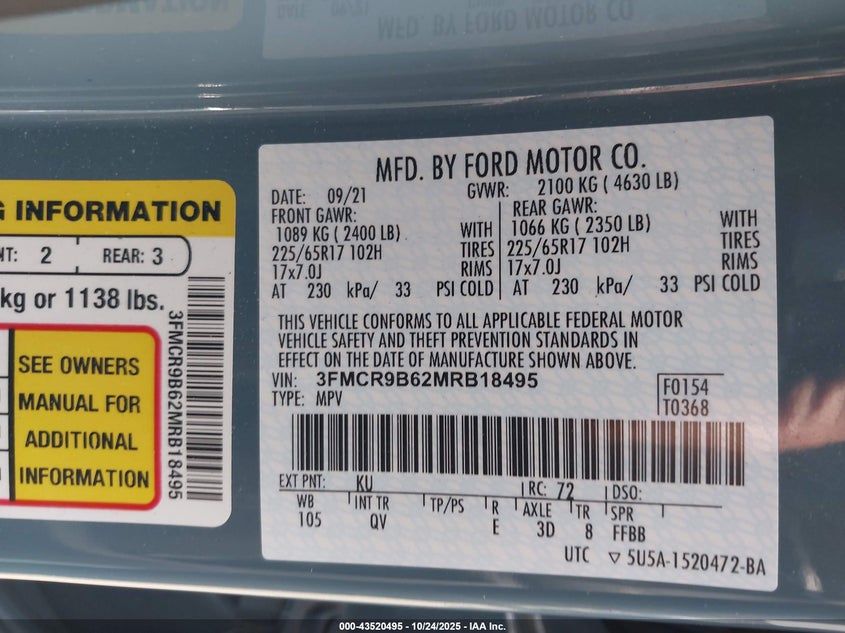 MFD. BY FORD MOTOR CO.
DATE: 09/21
GVWR: 2100 KG ( 4630 LB)
FRONT GAWR:
1089 KG ( 2400 LB)
225/65R17 102H
17x7.0J
AT 230 kPa/ 33
WITH
TIRES
RIMS
PSI COLD
REAR GAWR:
1066 KG ( 2350 LB)
225/65R17 102H
17x7.0J
AT 230 kPa/ 33
WITH
TIRES
RIMS
PSI COLD
THIS VEHICLE CONFORMS TO ALL APPLICABLE FEDERAL MOTOR
VEHICLE SAFETY AND THEFT PREVENTION STANDARDS IN
EFFECT ON THE DATE OF MANUFACTURE SHOWN ABOVE.
VIN: 3FMCR9B62MRB18495
TYPE: MPV
F0154
T0368
EXT PNT: KU RC: 72 DSO:
WB INT TR TP/PS R AXLE TR SPR
105 QV E 3D 8 FFBB
UTC ▽ 5U5A-1520472-BA
G INFORMATION
NT: 2 REAR: 3
kg or 1138 lbs.
SEE OWNERS
MANUAL FOR
ADDITIONAL
INFORMATION
3FMCR9B62MRB18495
000-43520495 - 10/24/2025 - IAA Inc.